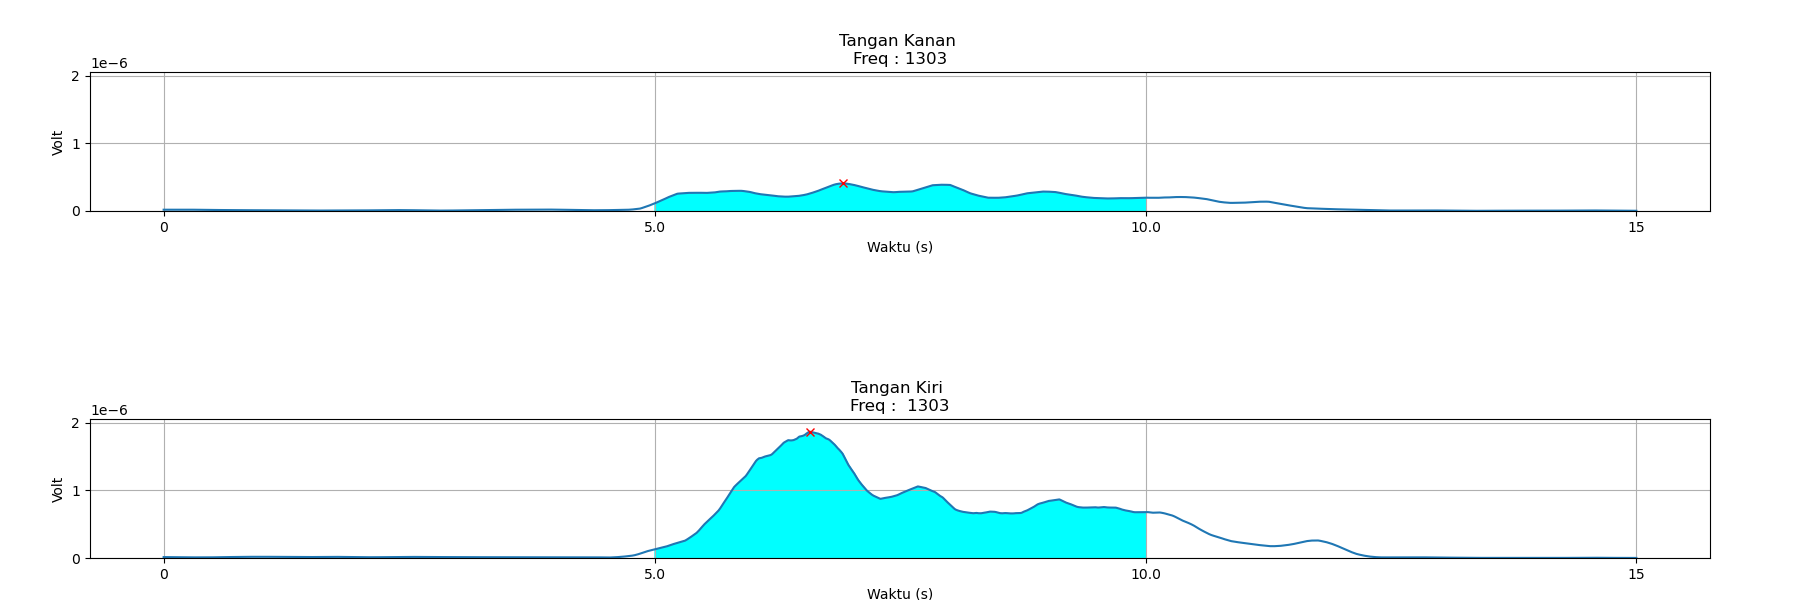 Tangan Kanan
Freq : 1303
1e−6
2
1
0
Volt
0 5.0 10.0 15
Waktu (s)
Tangan Kiri
Freq :  1303
1e−6
2
1
0
Volt
0 5.0 10.0 15
Waktu (s)